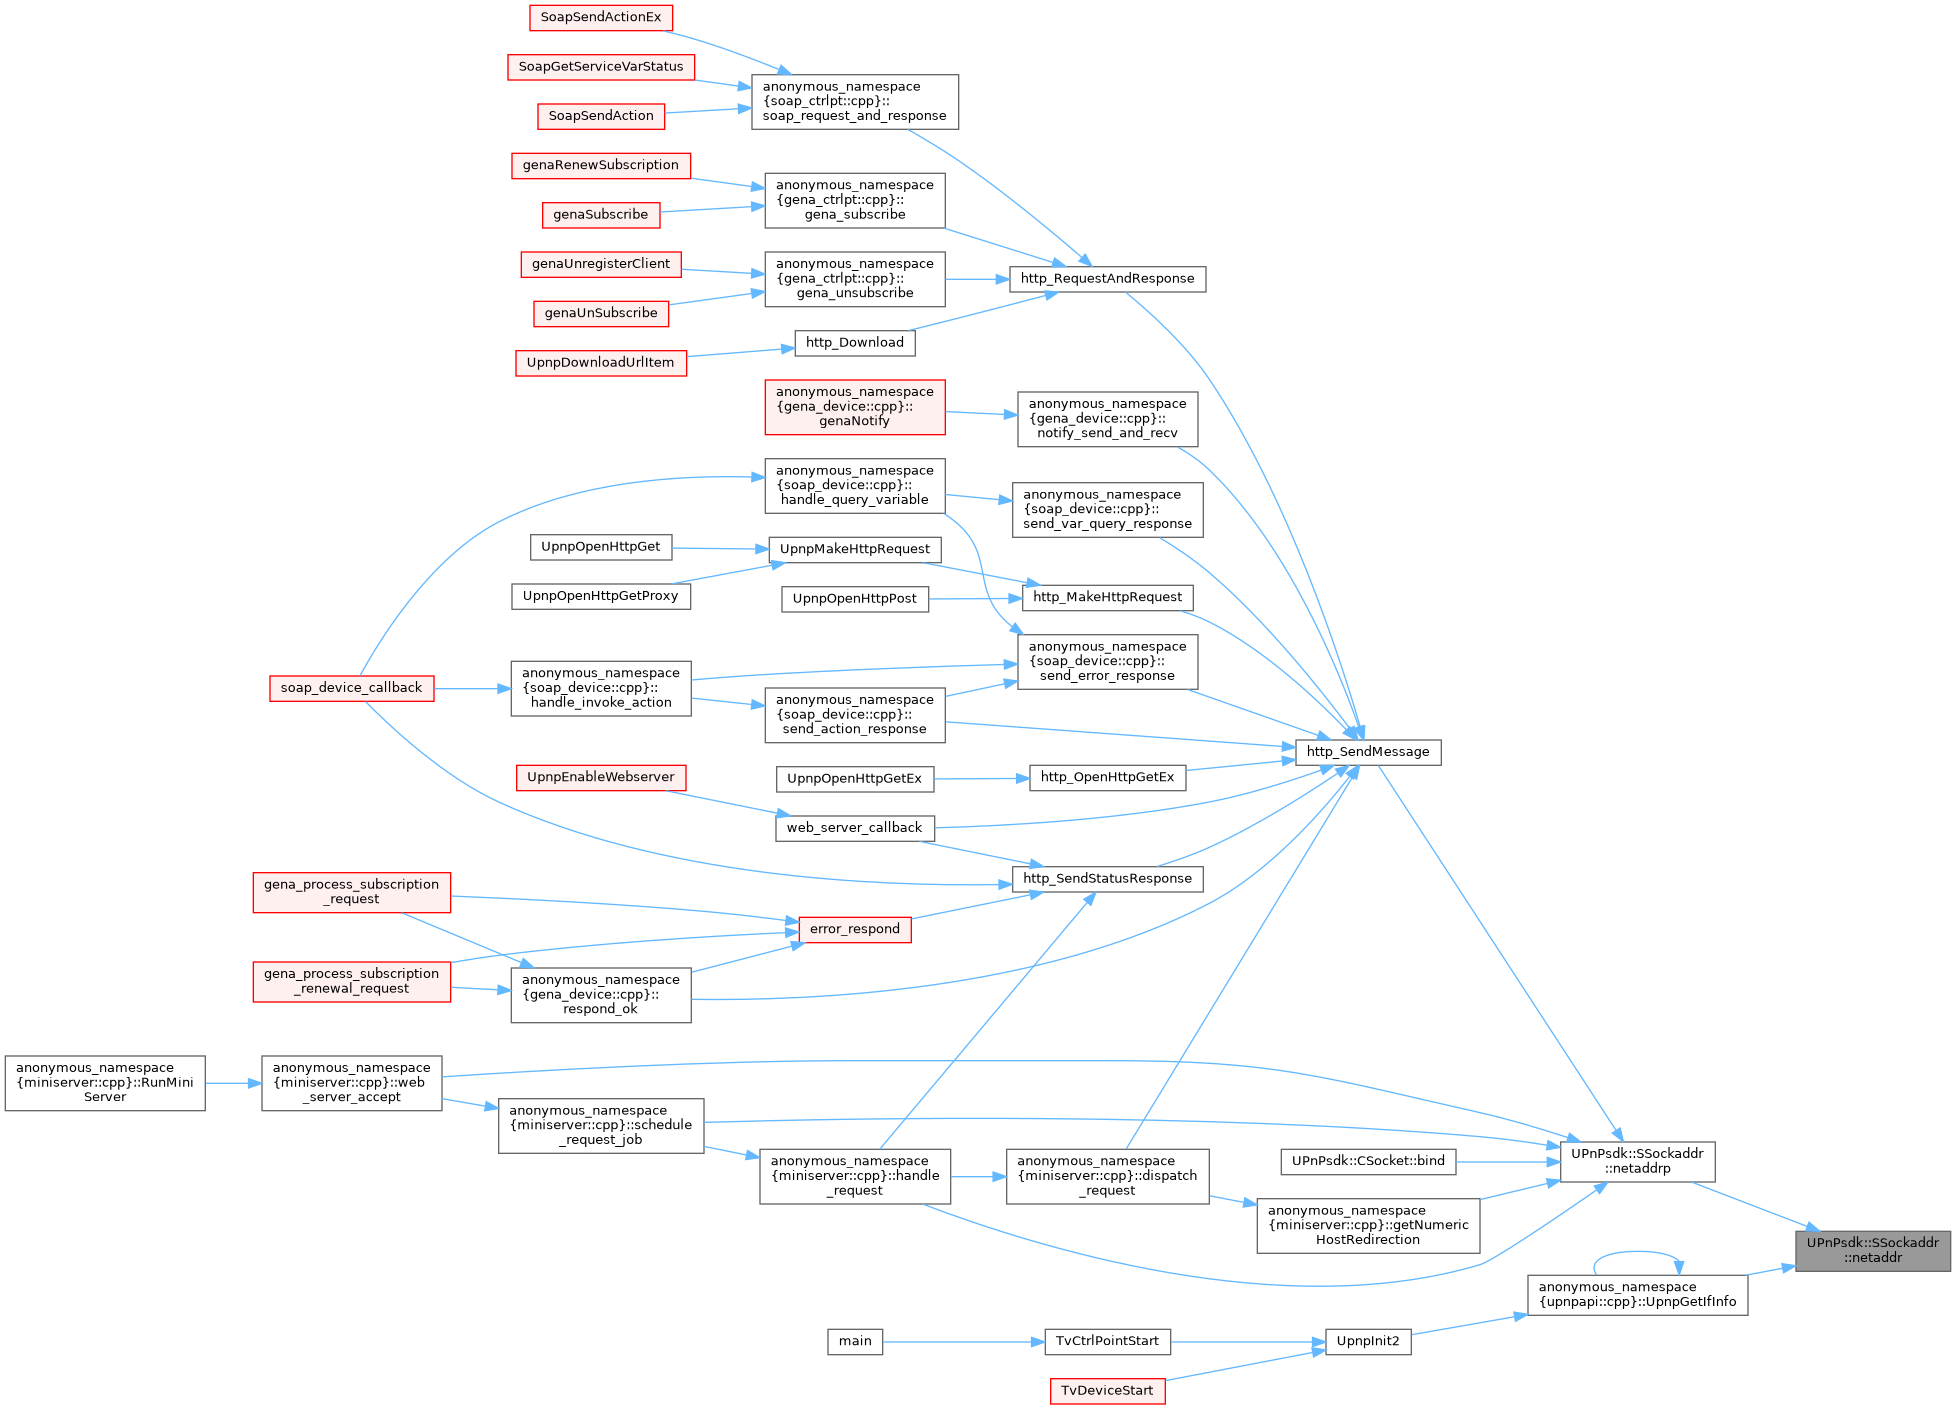 SoapSendActionEx
SoapGetServiceVarStatus
SoapSendAction
anonymous_namespace
{soap_ctrlpt::cpp}::
soap_request_and_response
genaRenewSubscription
genaSubscribe
anonymous_namespace
{gena_ctrlpt::cpp}::
gena_subscribe
genaUnregisterClient
genaUnSubscribe
anonymous_namespace
{gena_ctrlpt::cpp}::
gena_unsubscribe
http_RequestAndResponse
http_Download
UpnpDownloadUrlItem
anonymous_namespace
{gena_device::cpp}::
genaNotify
anonymous_namespace
{gena_device::cpp}::
notify_send_and_recv
anonymous_namespace
{soap_device::cpp}::
handle_query_variable
anonymous_namespace
{soap_device::cpp}::
send_var_query_response
UpnpOpenHttpGet
UpnpMakeHttpRequest
UpnpOpenHttpGetProxy
UpnpOpenHttpPost
http_MakeHttpRequest
anonymous_namespace
{soap_device::cpp}::
send_error_response
soap_device_callback
anonymous_namespace
{soap_device::cpp}::
handle_invoke_action
anonymous_namespace
{soap_device::cpp}::
send_action_response
http_SendMessage
UpnpEnableWebserver
UpnpOpenHttpGetEx
http_OpenHttpGetEx
web_server_callback
http_SendStatusResponse
gena_process_subscription
_request
error_respond
gena_process_subscription
_renewal_request
anonymous_namespace
{gena_device::cpp}::
respond_ok
anonymous_namespace
{miniserver::cpp}::RunMini
Server
anonymous_namespace
{miniserver::cpp}::web
_server_accept
anonymous_namespace
{miniserver::cpp}::schedule
_request_job
anonymous_namespace
{miniserver::cpp}::handle
_request
anonymous_namespace
{miniserver::cpp}::dispatch
_request
UPnPsdk::CSocket::bind
UPnPsdk::SSockaddr
::netaddrp
anonymous_namespace
{miniserver::cpp}::getNumeric
HostRedirection
UPnPsdk::SSockaddr
::netaddr
anonymous_namespace
{upnpapi::cpp}::UpnpGetIfInfo
main
TvCtrlPointStart
UpnpInit2
TvDeviceStart